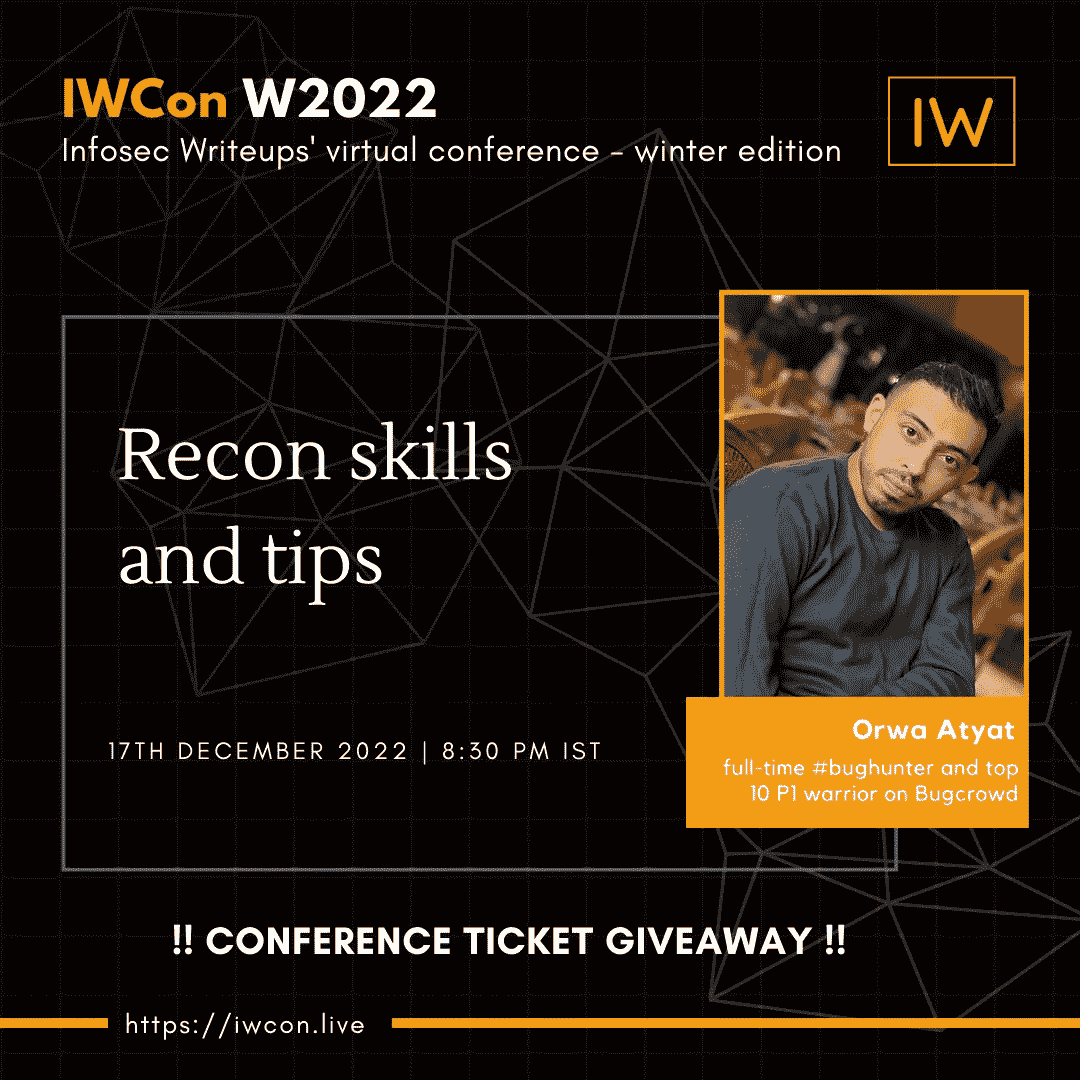 IWCon W2022
Infosec Writeups' virtual conference - winter edition
IW
Recon skills
and tips
17TH DECEMBER 2022 | 8:30 PM IST
Orwa Atyat
full-time #bughunter and top
10 P1 warrior on Bugcrowd
!! CONFERENCE TICKET GIVEAWAY !!
https://iwcon.live